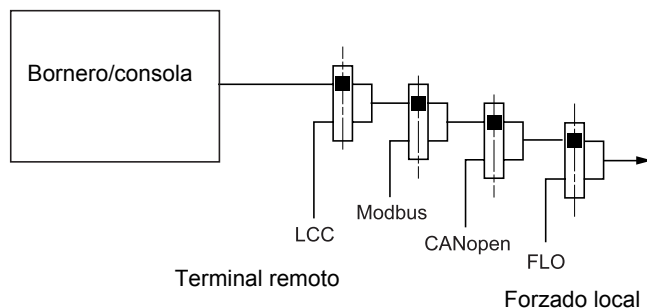 Bornero/consola
LCC
Modbus
CANopen
FLO
Terminal remoto
Forzado local